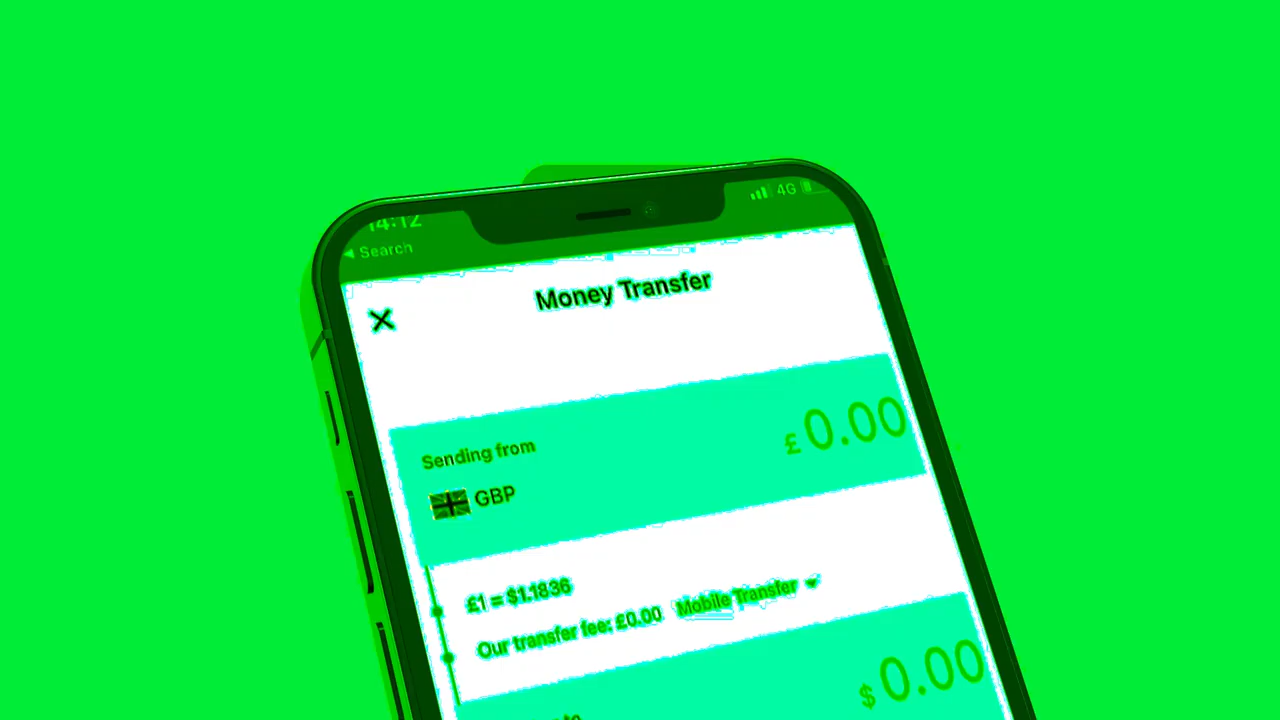 14:12
4G
◀ Search
Money Transfer
Sending from
£0.00
GBP
£1 = $1.1836
Our transfer fee: £0.00 Mobile Transfer
$0.00